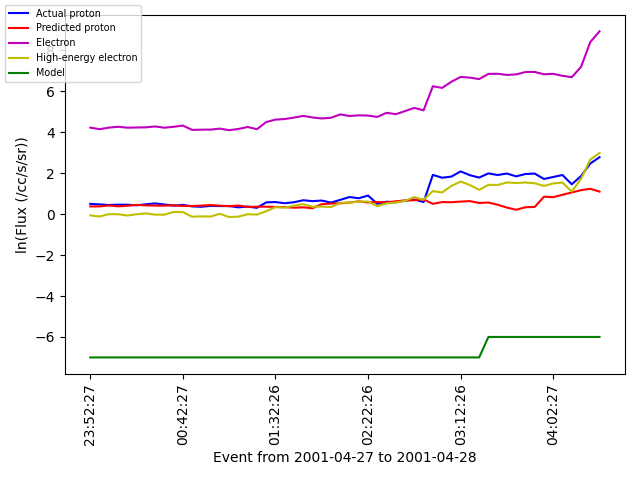 Actual proton
Predicted proton
Electron
High-energy electron
Model
8
6
4
2
0
−2
−4
−6
ln(Flux (/cc/s/sr))
23:52:27
00:42:27
01:32:26
02:22:26
03:12:26
04:02:27
Event from 2001-04-27 to 2001-04-28